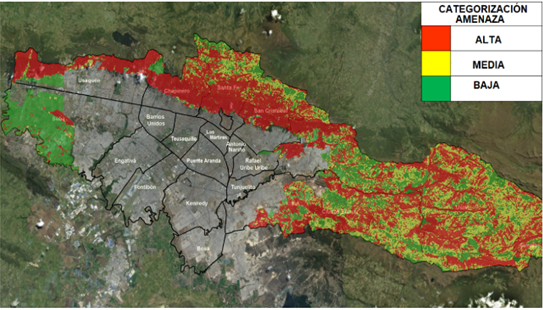 CATEGORIZACIÓN
AMENAZA
ALTA
MEDIA
BAJA
Usaquén
Chapinero
Santa Fe
San Cristóbal
Barrios
Unidos
Teusaquillo
Los
Mártires
Antonio
Nariño
Engativá
Puente Aranda
Rafael
Uribe Uribe
Fontibón
Tunjuelito
Kennedy
Bosa